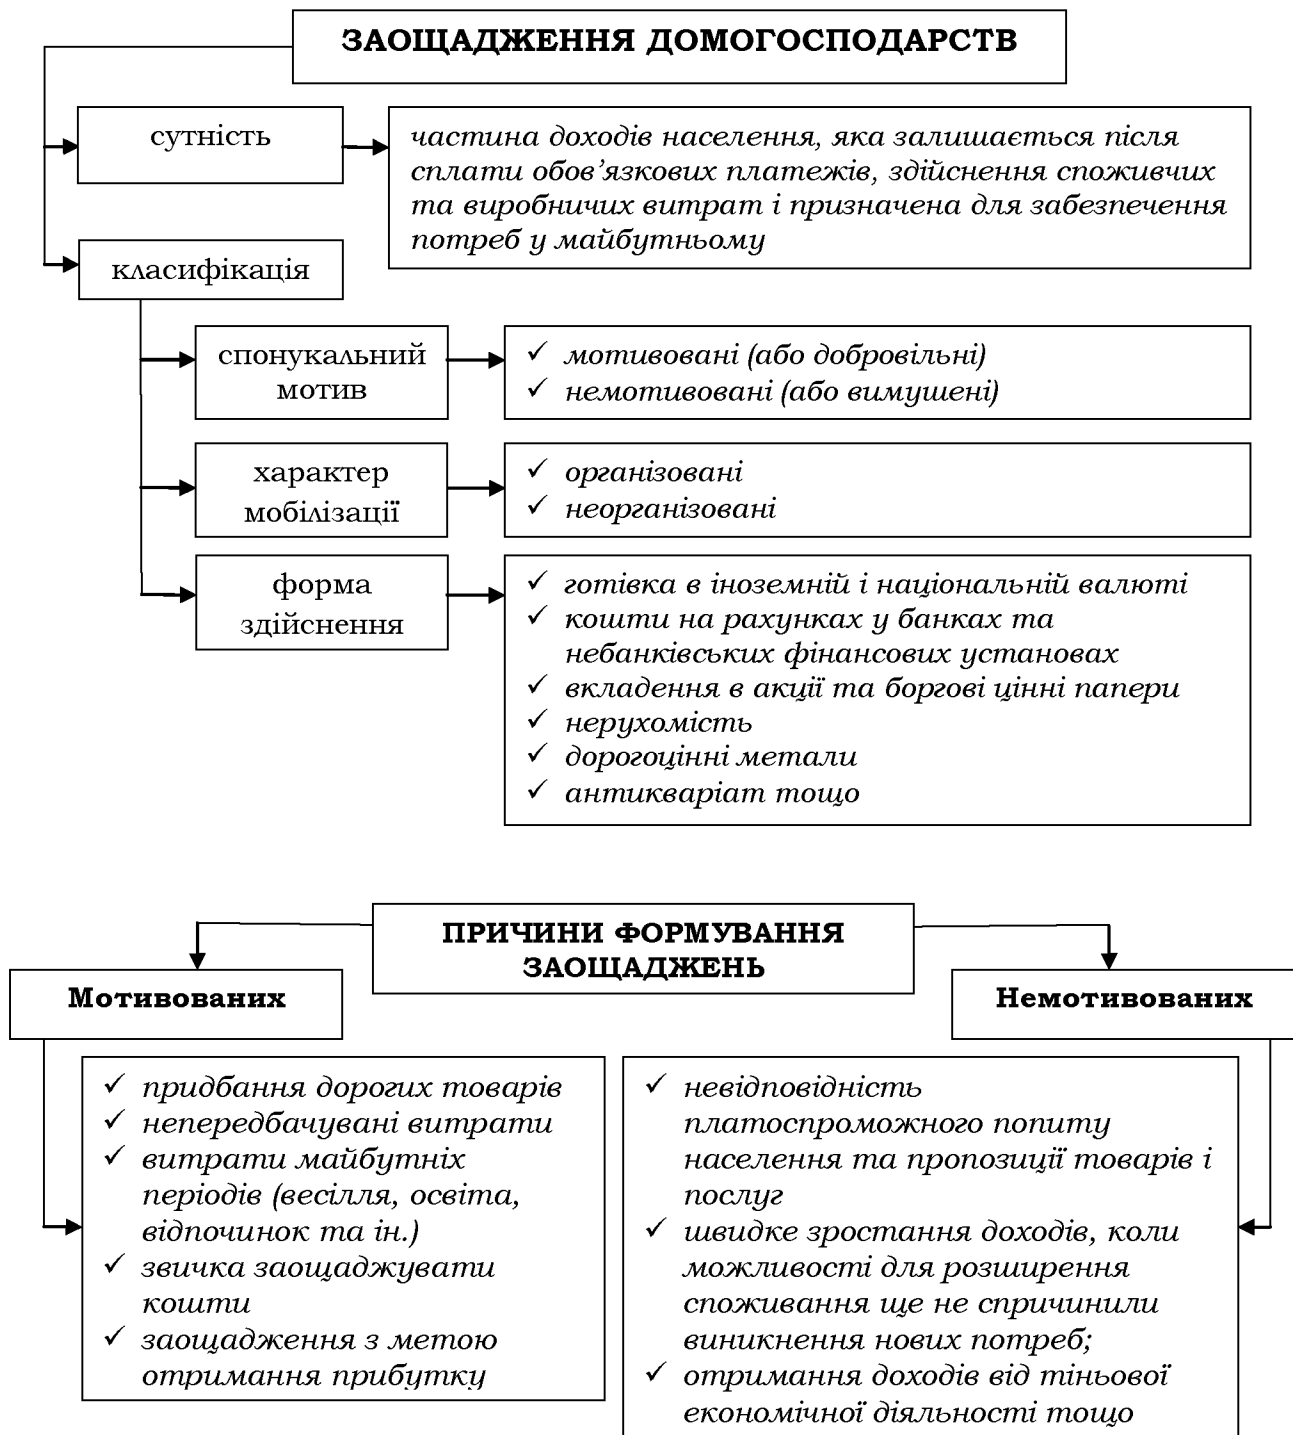 ЗАОЩАДЖЕННЯ ДОМОГОСПОДАРСТВ
сутність
частина доходів населення, яка залишається після
сплати обов’язкових платежів, здійснення споживчих
та виробничих витрат і призначена для забезпечення
потреб у майбутньому
класифікація
спонукальний
мотив
✓ мотивовані (або добровільні)
✓ немотивовані (або вимушені)
характер
мобілізації
✓ організовані
✓ неорганізовані
форма
здійснення
✓ готівка в іноземній і національній валюті
✓ кошти на рахунках у банках та
небанківських фінансових установах
✓ вкладення в акції та боргові цінні папери
✓ нерухомість
✓ дорогоцінні метали
✓ антикваріат тощо
ПРИЧИНИ ФОРМУВАННЯ
ЗАОЩАДЖЕНЬ
Мотивованих
✓ придбання дорогих товарів
✓ непередбачувані витрати
✓ витрати майбутніх
періодів (весілля, освіта,
відпочинок та ін.)
✓ звичка заощаджувати
кошти
✓ заощадження з метою
отримання прибутку
Немотивованих
✓ невідповідність
платоспроможного попиту
населення та пропозиції товарів і
послуг
✓ швидке зростання доходів, коли
можливості для розширення
споживання ще не спричинили
виникнення нових потреб;
✓ отримання доходів від тіньової
економічної діяльності тощо